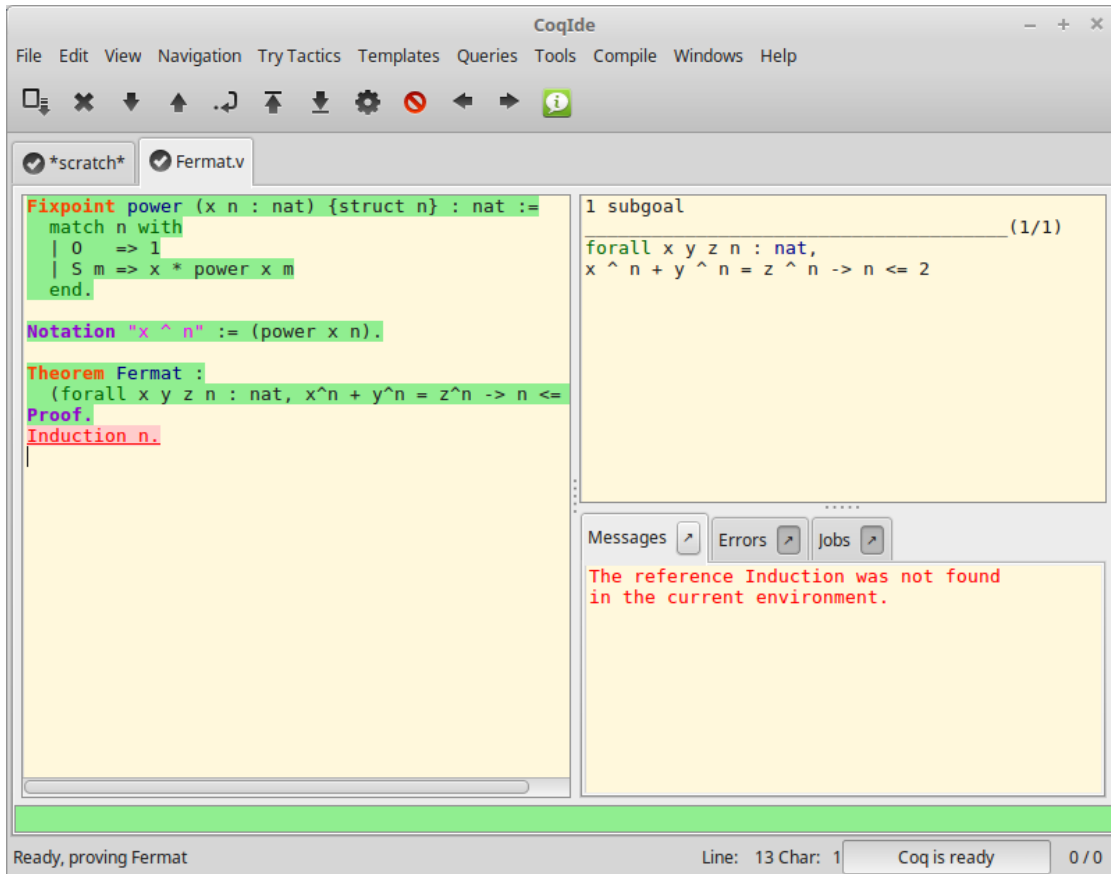 CoqIde
File Edit View Navigation Try Tactics Templates Queries Tools Compile Windows Help
*scratch* Fermat.v
Fixpoint power (x n : nat) {struct n} : nat :=
  match n with
  | O   => 1
  | S m => x * power x m
  end.
Notation "x ^ n" := (power x n).
Theorem Fermat :
  (forall x y z n : nat, x^n + y^n = z^n -> n <=
Proof.
Induction n.
1 subgoal
______________________________________(1/1)
forall x y z n : nat,
x ^ n + y ^ n = z ^ n -> n <= 2
Messages Errors Jobs
The reference Induction was not found
in the current environment.
Ready, proving Fermat Line: 13 Char: 1 Coq is ready 0 / 0